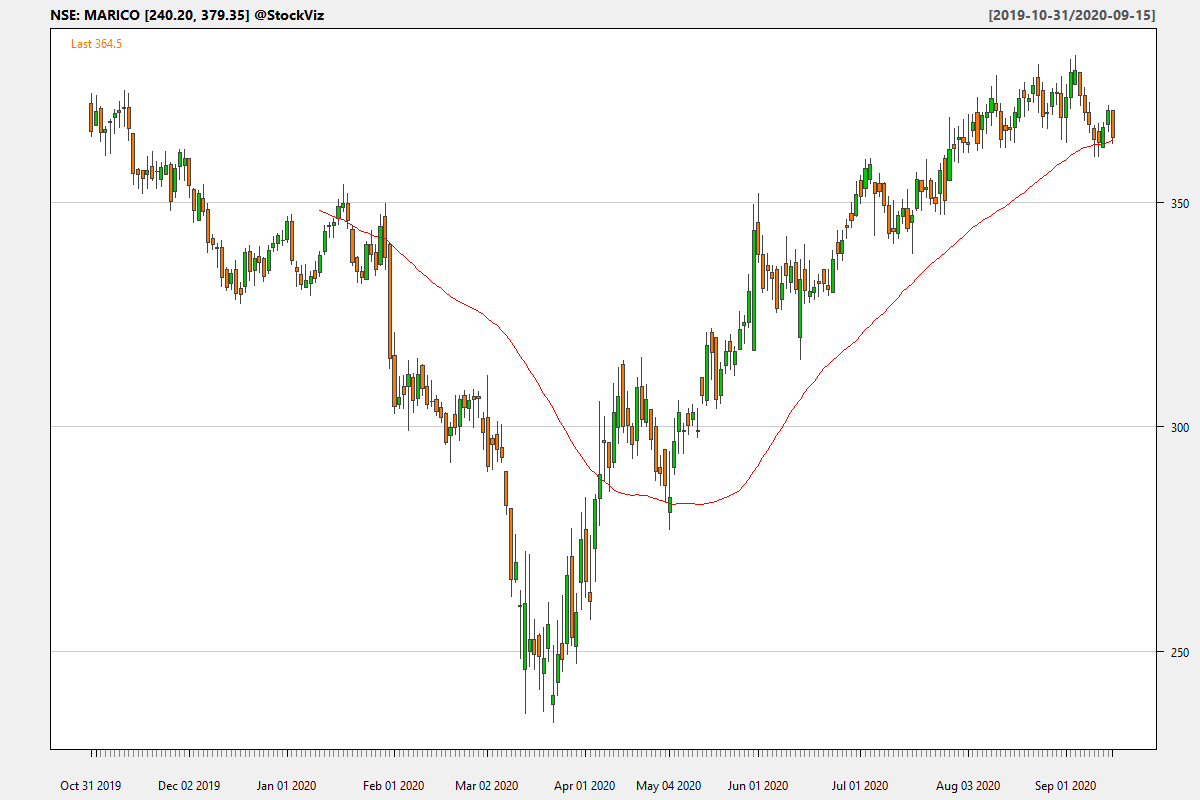 NSE: MARICO [240.20, 379.35] @StockViz [2019-10-31/2020-09-15]
Last 364.5
350
300
250
Oct 31 2019 Dec 02 2019 Jan 01 2020 Feb 01 2020 Mar 02 2020 Apr 01 2020 May 04 2020 Jun 01 2020 Jul 01 2020 Aug 03 2020 Sep 01 2020